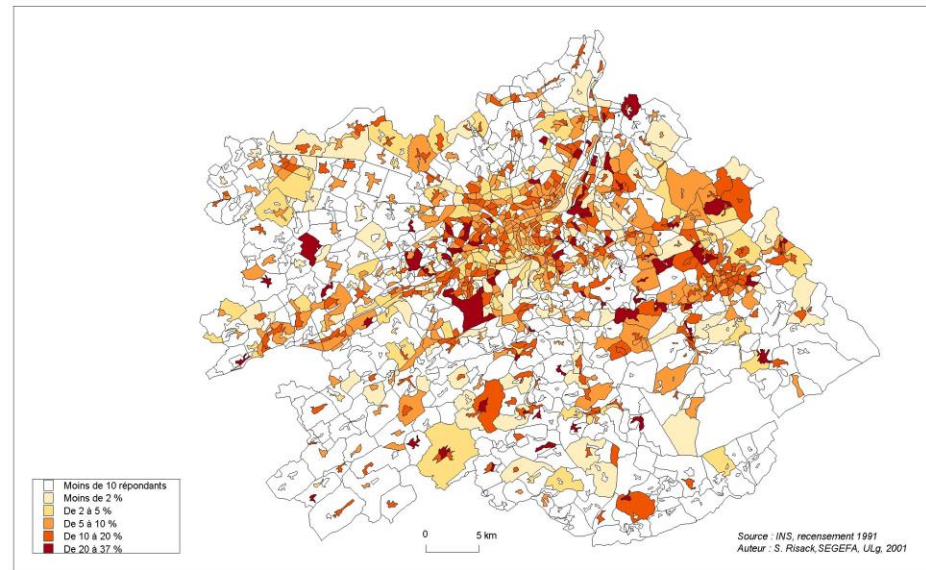 Moins de 10 répondants
Moins de 2 %
De 2 à 5 %
De 5 à 10 %
De 10 à 20 %
De 20 à 37 %
0 5 km
Source : INS, recensement 1991
Auteur : S. Risack,SEGEFA, ULg, 2001